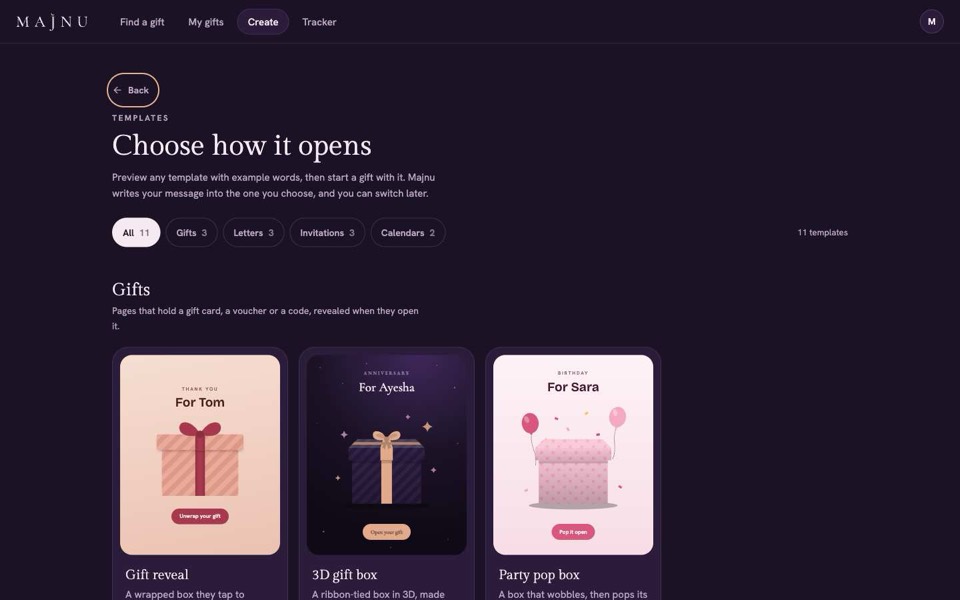 MAJNU
Find a gift
My gifts
Create
Tracker
M
← Back
TEMPLATES
Choose how it opens
Preview any template with example words, then start a gift with it. Majnu
writes your message into the one you choose, and you can switch later.
All 11
Gifts 3
Letters 3
Invitations 3
Calendars 2
11 templates
Gifts
Pages that hold a gift card, a voucher or a code, revealed when they open
it.
THANK YOU
For Tom
Unwrap your gift
ANNIVERSARY
For Ayesha
Open your gift
BIRTHDAY
For Sara
Pop it open
Gift reveal
A wrapped box they tap to
3D gift box
A ribbon-tied box in 3D, made
Party pop box
A box that wobbles, then pops its